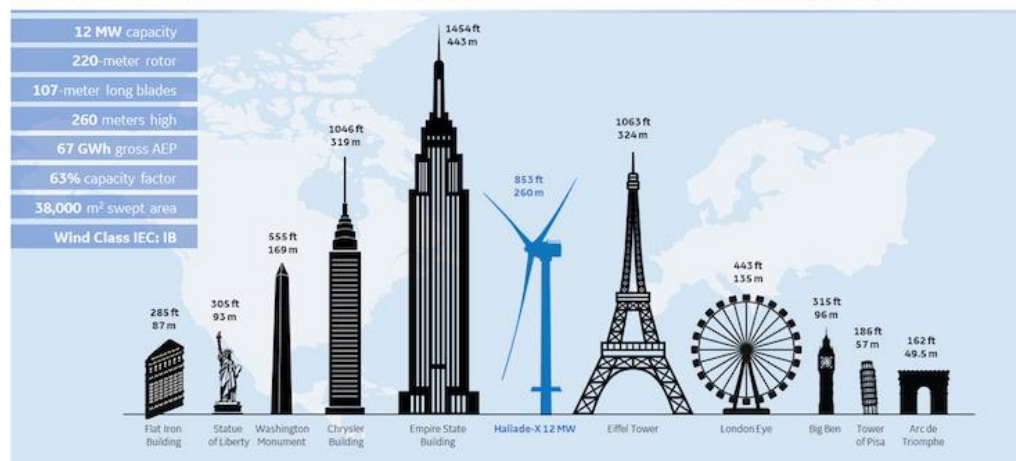 12 MW capacity
220-meter rotor
107-meter long blades
260 meters high
67 GWh gross AEP
63% capacity factor
38,000 m² swept area
Wind Class IEC: IB
285 ft
87 m
305 ft
93 m
555 ft
169 m
1046 ft
319 m
1454 ft
443 m
853 ft
260 m
1063 ft
324 m
443 ft
135 m
315 ft
96 m
186 ft
57 m
162 ft
49.5 m
Flat Iron
Building
Statue
of Liberty
Washington
Monument
Chrysler
Building
Empire State
Building
Haliade-X 12 MW
Eiffel Tower
London Eye
Big Ben
Tower
of Pisa
Arc de
Triomphe